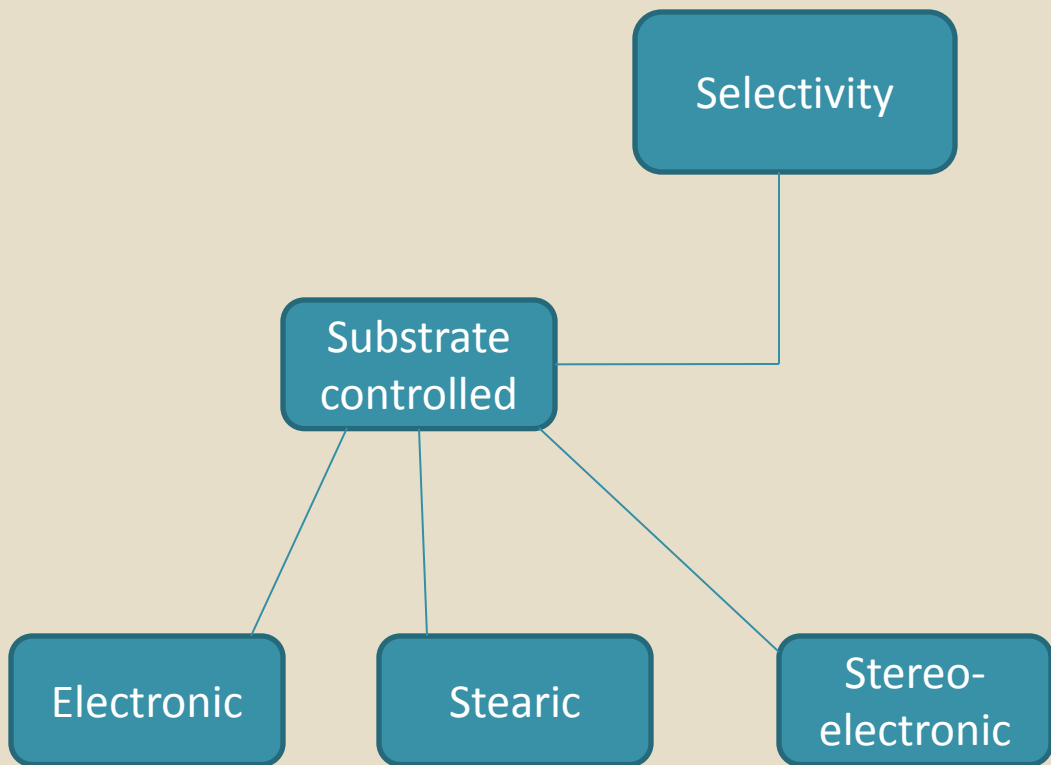 Selectivity
Substrate
controlled
Electronic
Stearic
Stereo-
electronic